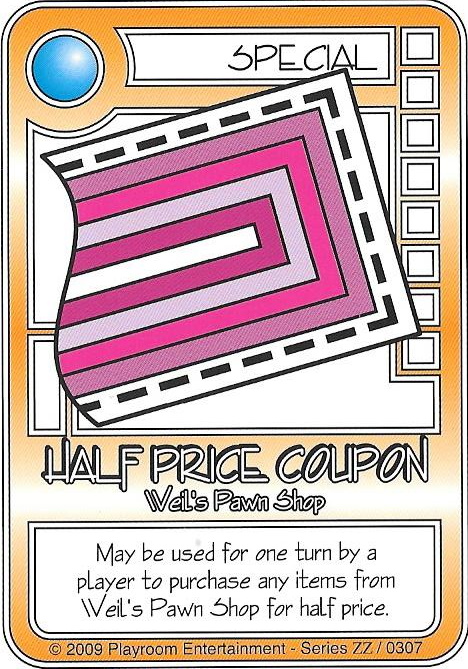 SPECIAL
HALF PRICE COUPON
Weil's Pawn Shop
May be used for one turn by a
player to purchase any items from
Weil's Pawn Shop for half price.
© 2009 Playroom Entertainment - Series ZZ / 0307